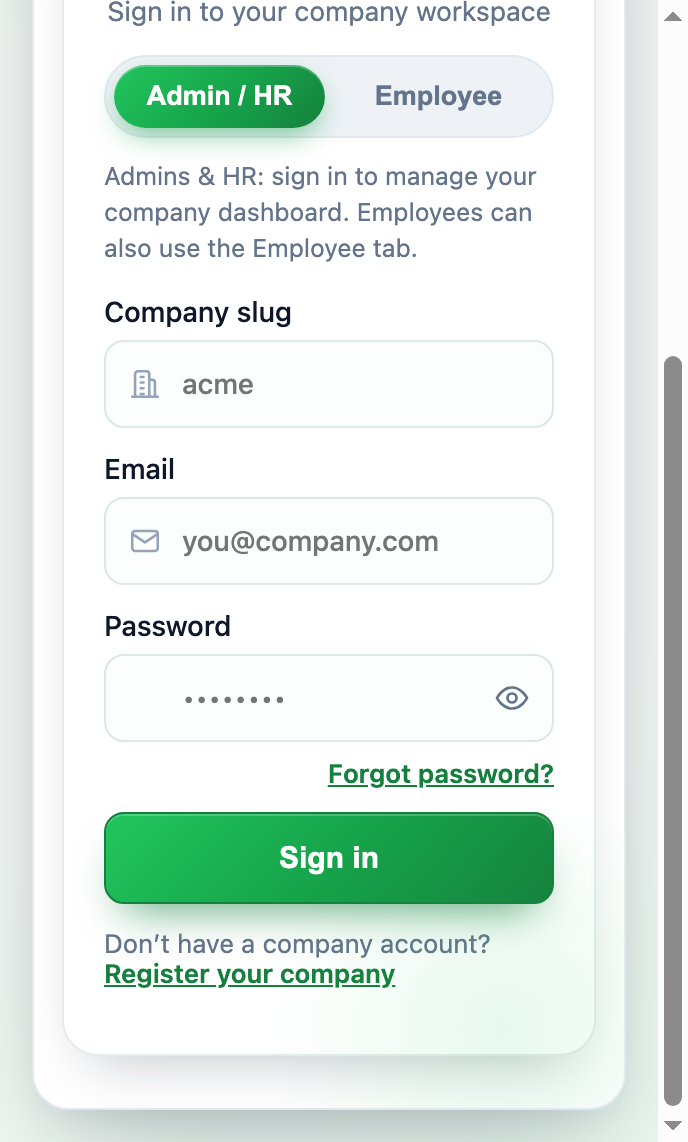 Sign in to your company workspace
Admin / HR
Employee
Admins & HR: sign in to manage your
company dashboard. Employees can
also use the Employee tab.
Company slug
acme
Email
you@company.com
Password
••••••••
Forgot password?
Sign in
Don’t have a company account?
Register your company